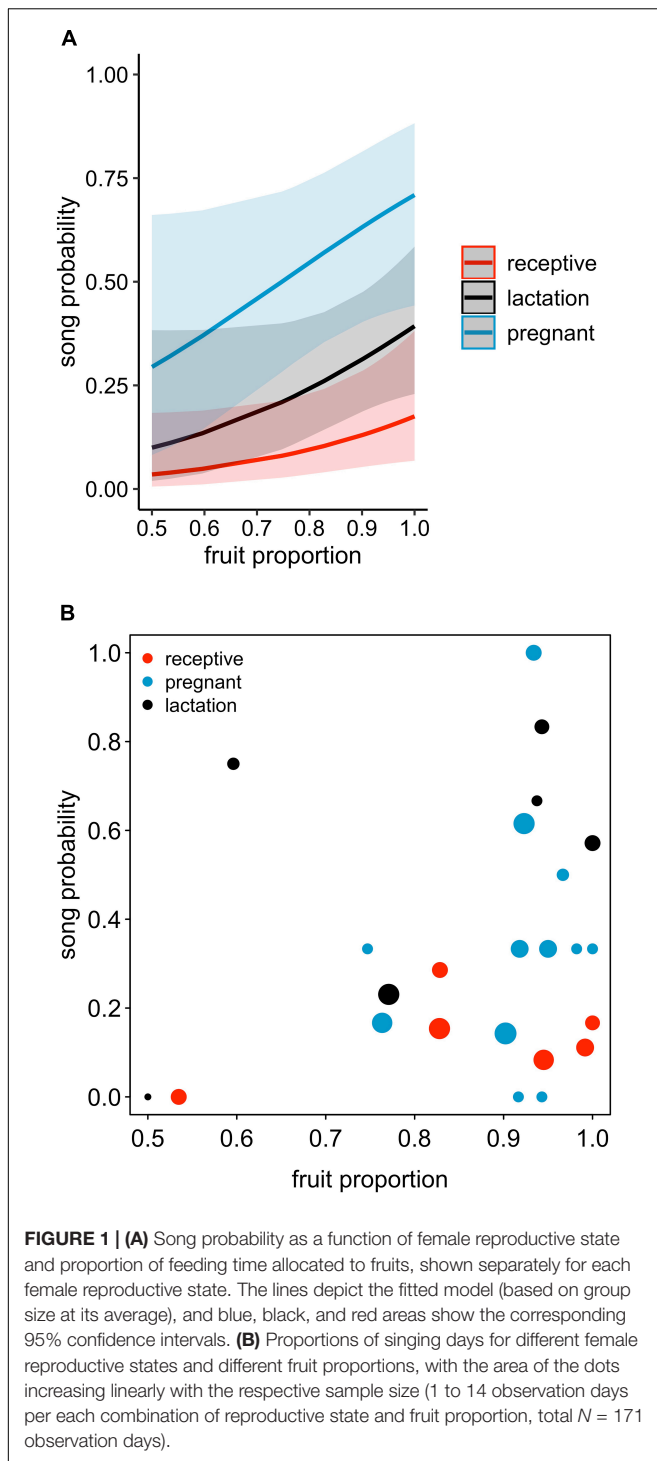 A
1.00
0.75
0.50
0.25
0.00
song probability
0.5 0.6 0.7 0.8 0.9 1.0
fruit proportion
receptive
lactation
pregnant
B
receptive
pregnant
lactation
1.0
0.8
0.6
0.4
0.2
0.0
song probability
0.5 0.6 0.7 0.8 0.9 1.0
fruit proportion
FIGURE 1 | (A) Song probability as a function of female reproductive state
and proportion of feeding time allocated to fruits, shown separately for each
female reproductive state. The lines depict the fitted model (based on group
size at its average), and blue, black, and red areas show the corresponding
95% confidence intervals. (B) Proportions of singing days for different female
reproductive states and different fruit proportions, with the area of the dots
increasing linearly with the respective sample size (1 to 14 observation days
per each combination of reproductive state and fruit proportion, total N = 171
observation days).